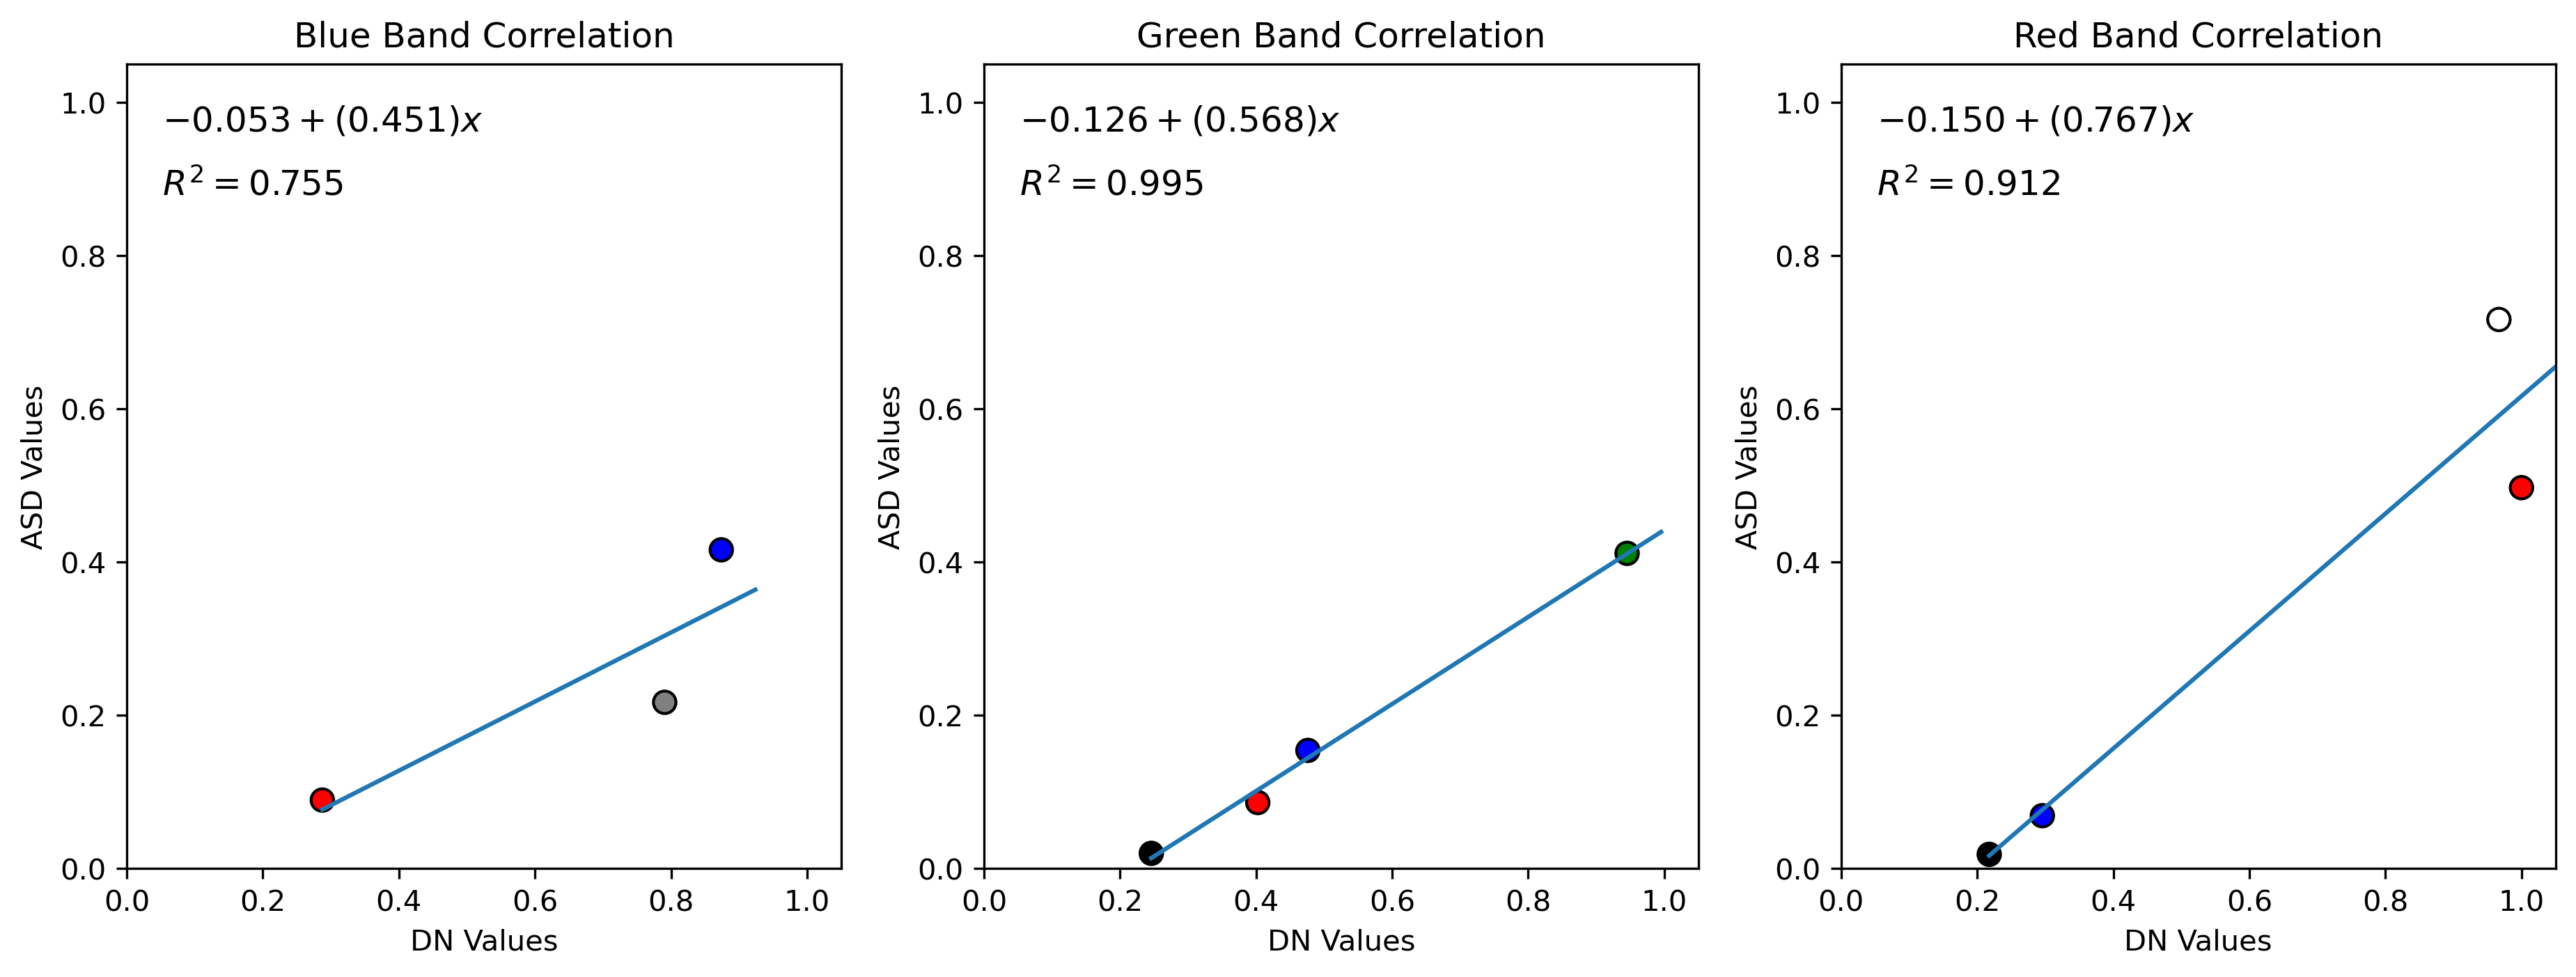 Blue Band Correlation
−0.053 + (0.451)x
R² = 0.755
1.0
0.8
0.6
0.4
0.2
0.0
ASD Values
0.0 0.2 0.4 0.6 0.8 1.0
DN Values
Green Band Correlation
−0.126 + (0.568)x
R² = 0.995
1.0
0.8
0.6
0.4
0.2
0.0
ASD Values
0.0 0.2 0.4 0.6 0.8 1.0
DN Values
Red Band Correlation
−0.150 + (0.767)x
R² = 0.912
1.0
0.8
0.6
0.4
0.2
0.0
ASD Values
0.0 0.2 0.4 0.6 0.8 1.0
DN Values